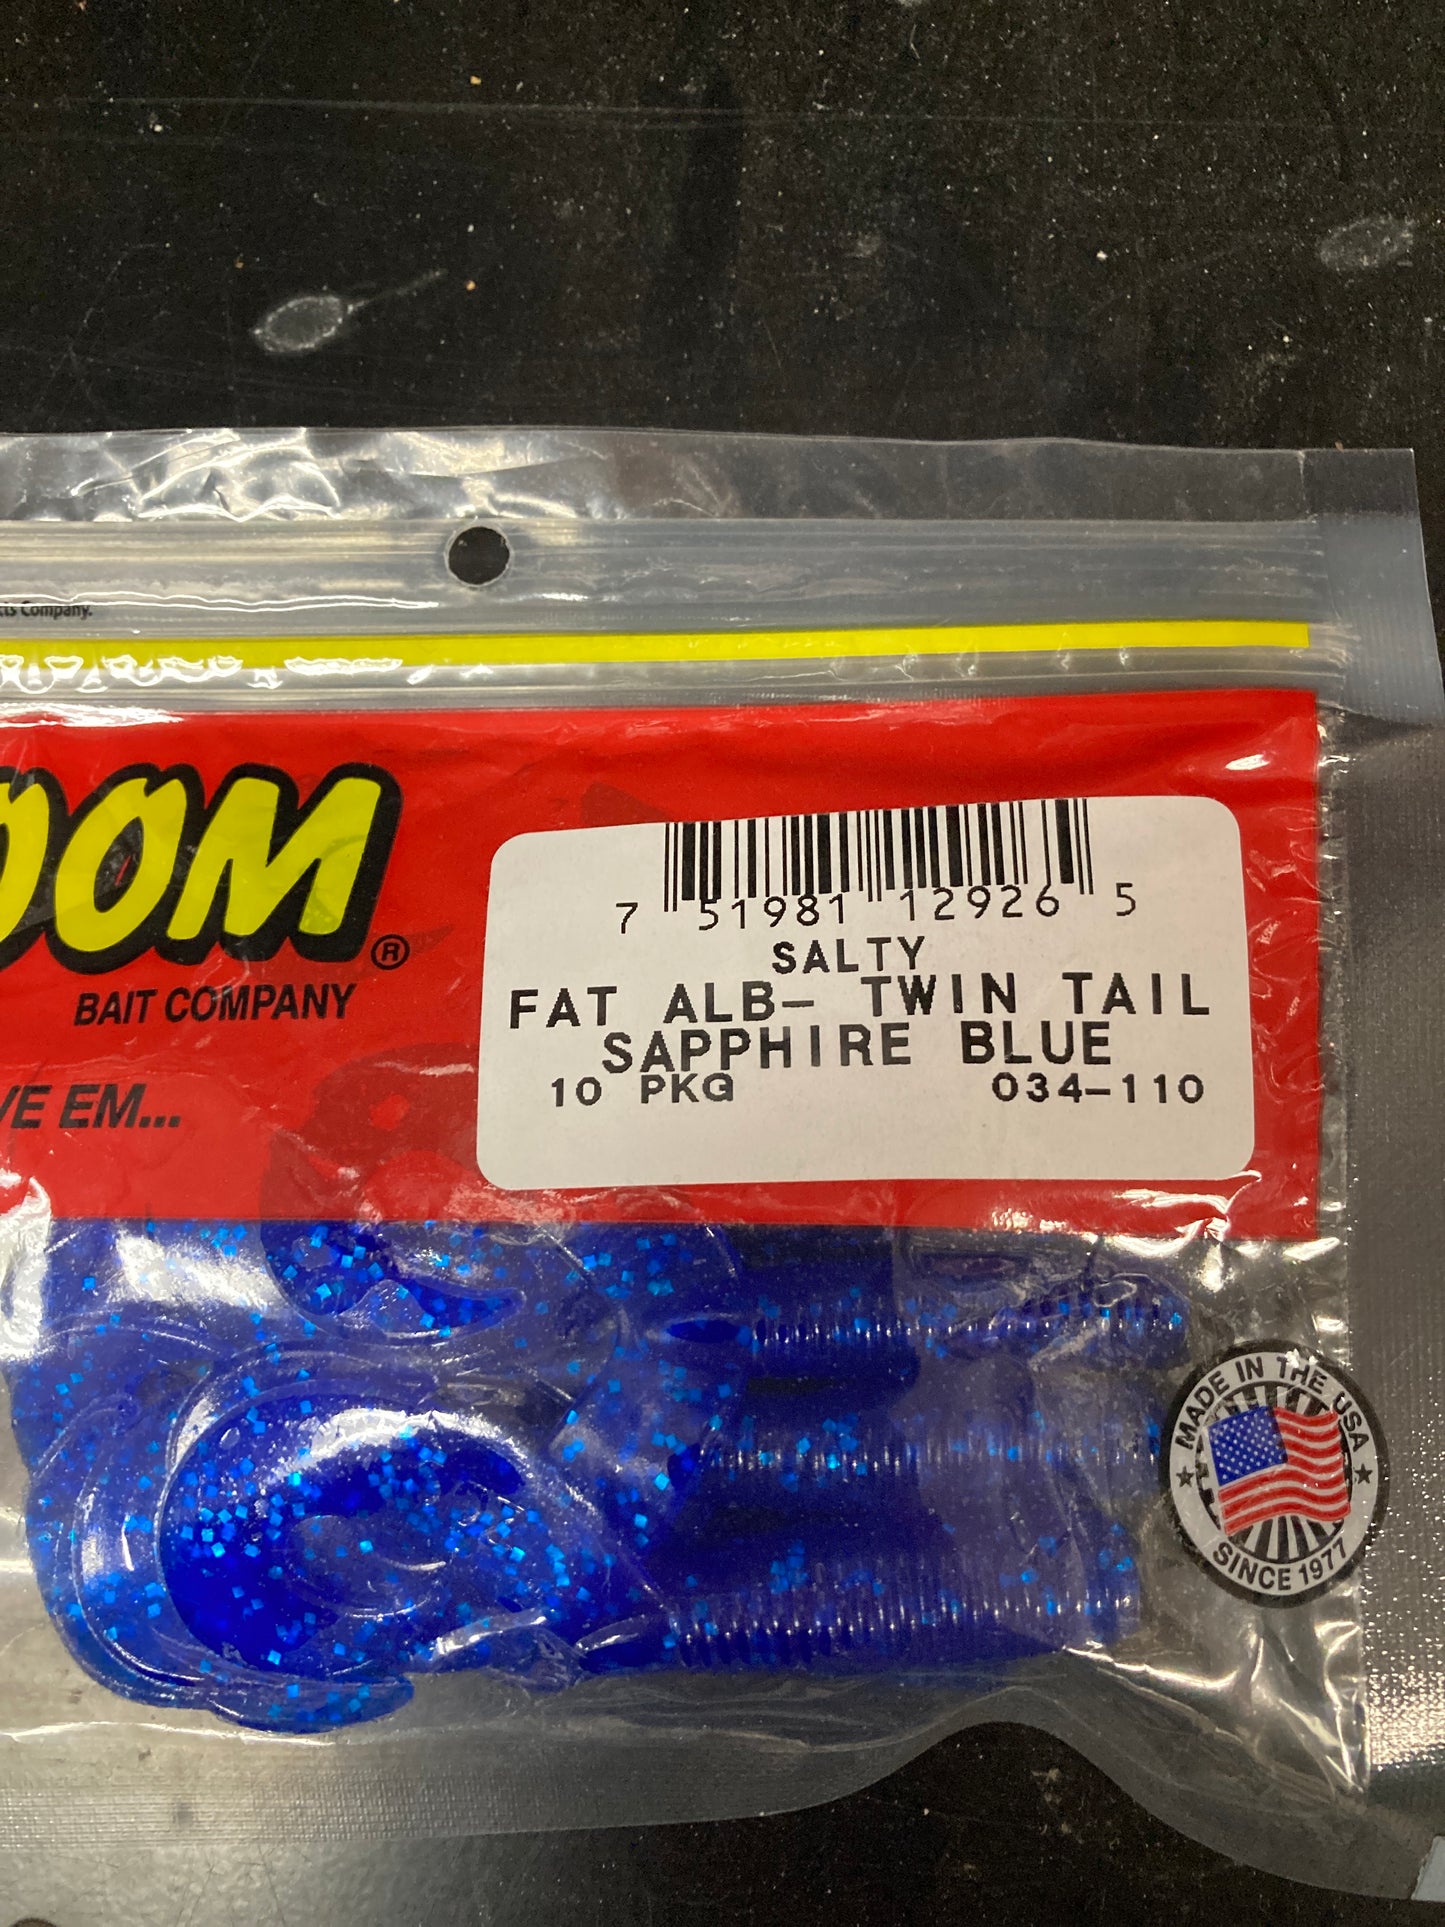 Company.
OOM®
BAIT COMPANY
EM...
7 51981 12926 5
SALTY
FAT ALB- TWIN TAIL
SAPPHIRE BLUE
10 PKG 034-110
MADE IN THE USA
SINCE 1977